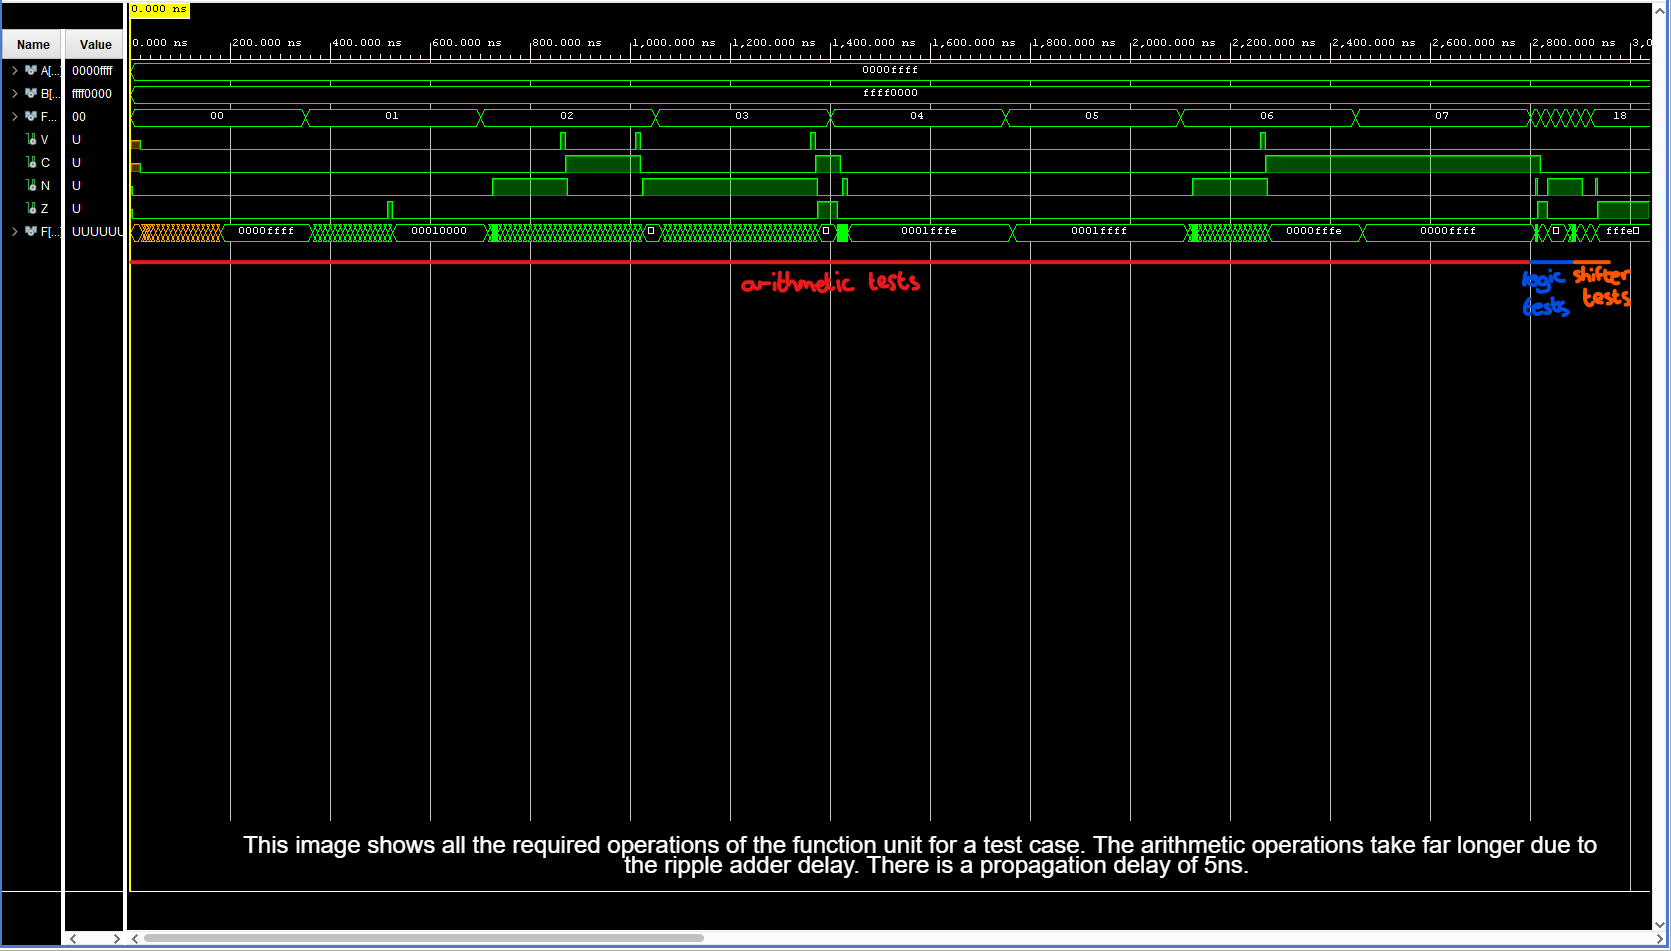 0.000 ns
Name Value
0.000 ns 200.000 ns 400.000 ns 600.000 ns 800.000 ns 1,000.000 ns 1,200.000 ns 1,400.000 ns 1,600.000 ns 1,800.000 ns 2,000.000 ns 2,200.000 ns 2,400.000 ns 2,600.000 ns 2,800.000 ns 3,0
A[... 0000ffff 0000ffff
B[... ffff0000 ffff0000
F... 00 00 01 02 03 04 05 06 07 18
V U
C U
N U
Z U
F[... UUUUUU 0000ffff 00010000 0001fffe 0001ffff 0000fffe 0000ffff fffe
arithmetic tests
logic shifter
tests tests
This image shows all the required operations of the function unit for a test case. The arithmetic operations take far longer due to
the ripple adder delay. There is a propagation delay of 5ns.